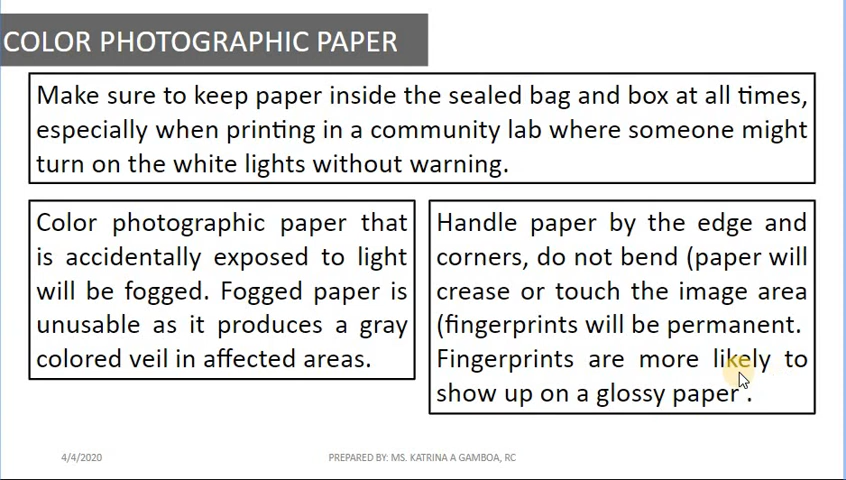 COLOR PHOTOGRAPHIC PAPER
Make sure to keep paper inside the sealed bag and box at all times,
especially when printing in a community lab where someone might
turn on the white lights without warning.
Color photographic paper that
is accidentally exposed to light
will be fogged. Fogged paper is
unusable as it produces a gray
colored veil in affected areas.
Handle paper by the edge and
corners, do not bend (paper will
crease or touch the image area
(fingerprints will be permanent.
Fingerprints are more likely to
show up on a glossy paper .
4/4/2020
PREPARED BY: MS. KATRINA A GAMBOA, RC